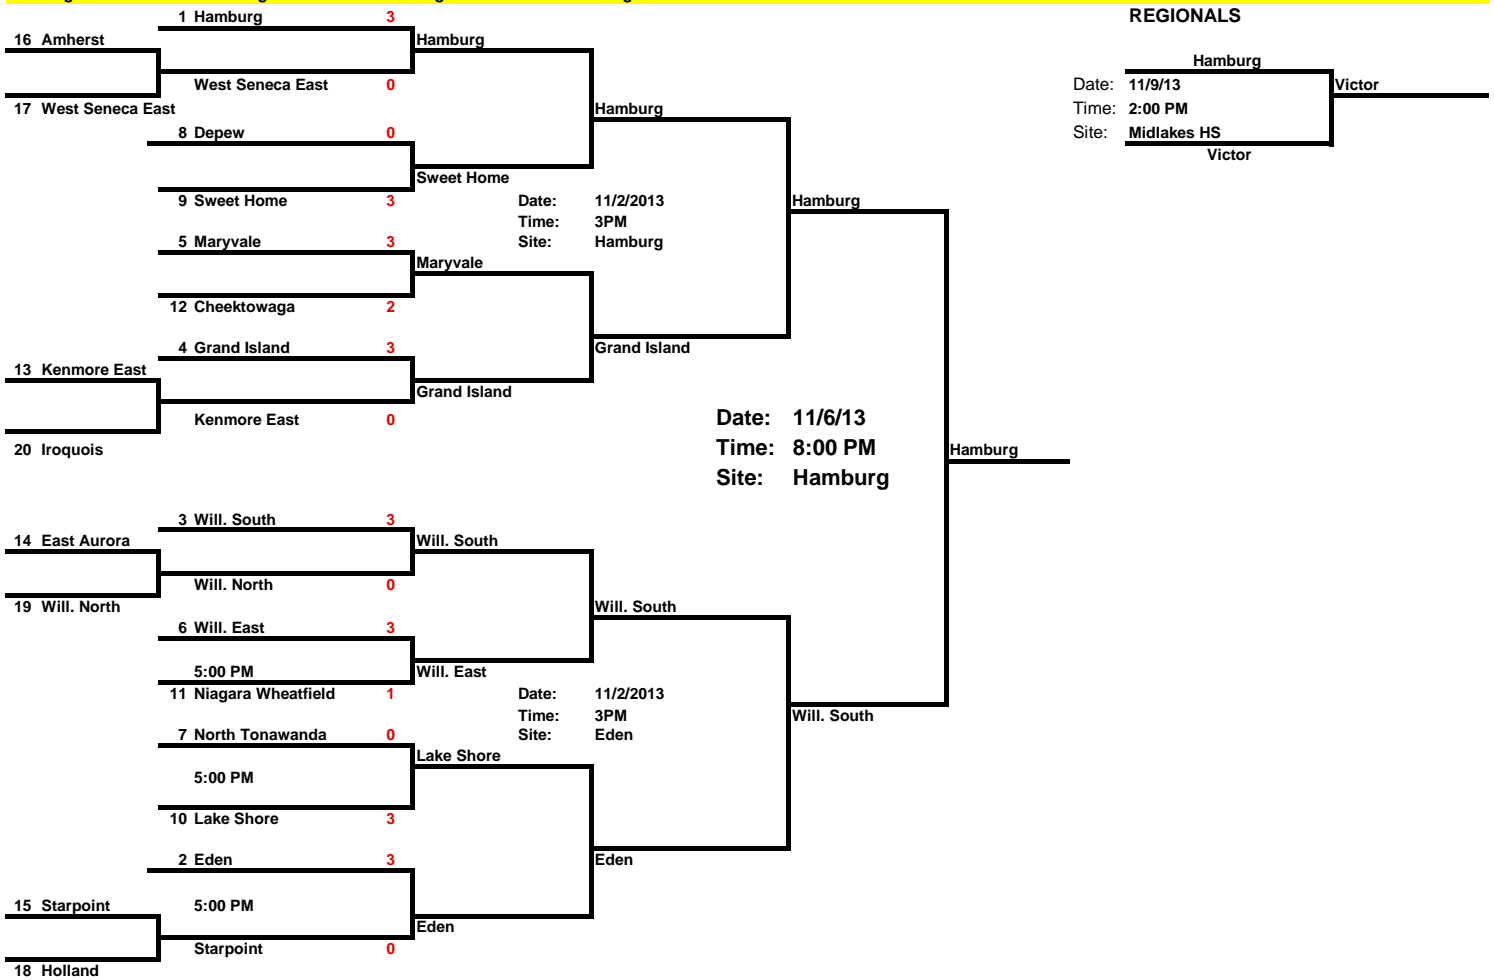 1 Hamburg 3 REGIONALS
16 Amherst Hamburg
Hamburg
West Seneca East 0 Date: 11/9/13 Victor
17 West Seneca East Hamburg Time: 2:00 PM
8 Depew 0 Site: Midlakes HS
Victor
Sweet Home
9 Sweet Home 3 Date: 11/2/2013 Hamburg
Time: 3PM
5 Maryvale 3 Site: Hamburg
Maryvale
12 Cheektowaga 2
4 Grand Island 3 Grand Island
13 Kenmore East
Grand Island
Kenmore East 0 Date: 11/6/13
Time: 8:00 PM
20 Iroquois Hamburg
Site: Hamburg
3 Will. South 3
14 East Aurora Will. South
Will. North 0
19 Will. North Will. South
6 Will. East 3
5:00 PM Will. East
11 Niagara Wheatfield 1 Date: 11/2/2013
Time: 3PM Will. South
7 North Tonawanda 0 Site: Eden
Lake Shore
5:00 PM
10 Lake Shore 3
2 Eden 3 Eden
15 Starpoint 5:00 PM
Eden
Starpoint 0
18 Holland